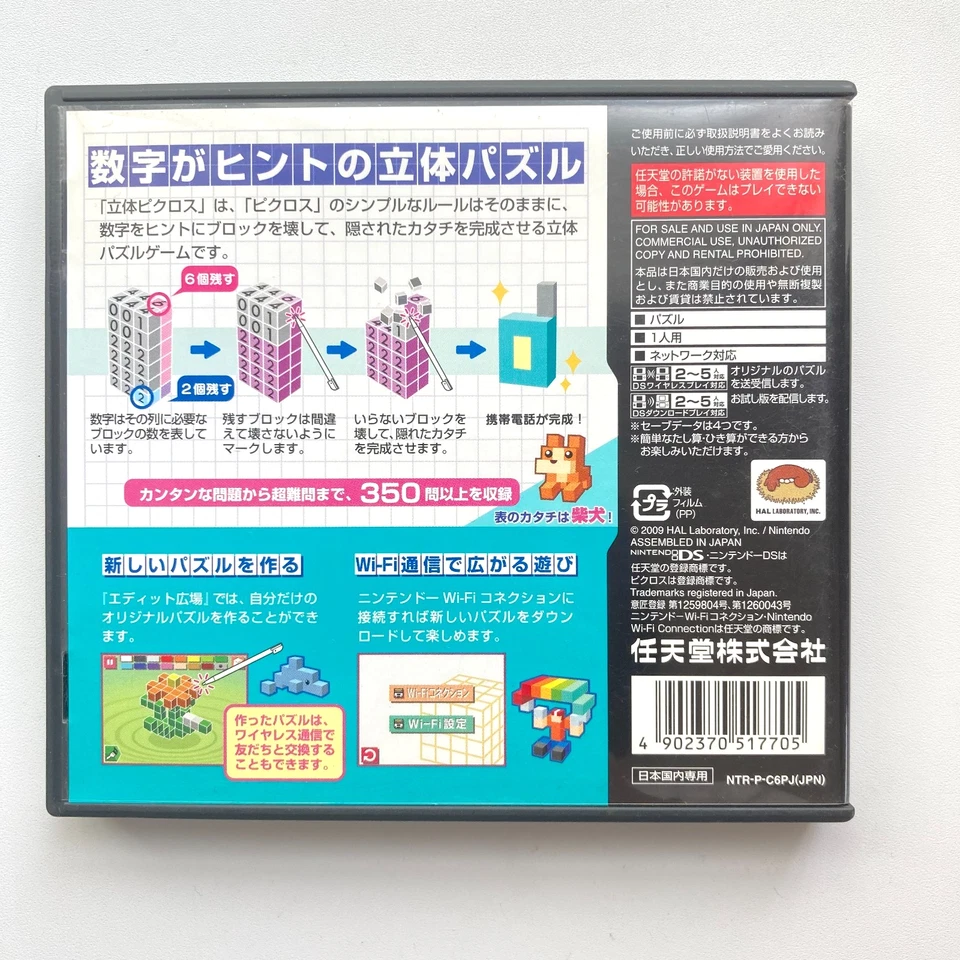 数字がヒントの立体パズル
「立体ピクロス」は、「ピクロス」のシンプルなルールはそのままに、
数字をヒントにブロックを壊して、隠されたカタチを完成させる立体
パズルゲームです。
6個残す
2個残す
数字はその列に必要な
ブロックの数を表して
います。
残すブロックは間違
えて壊さないように
マークします。
いらないブロックを
壊して、隠れたカタチ
を完成させます。
携帯電話が完成!
カンタンな問題から超難問まで、350問以上を収録
表のカタチは柴犬!
新しいパズルを作る
『エディット広場』では、自分だけの
オリジナルパズルを作ることができ
ます。
作ったパズルは、
ワイヤレス通信で
友だちと交換する
こともできます。
Wi-Fi通信で広がる遊び
ニンテンドーWi-Fiコネクションに
接続すれば新しいパズルをダウン
ロードして楽しめます。
Wi-Fiコネクション
Wi-Fi設定
ご使用前に必ず取扱説明書をよくお読み
いただき、正しい使用方法でご愛用ください。
任天堂の許諾がない装置を使用した
場合、このゲームはプレイできない
可能性があります。
FOR SALE AND USE IN JAPAN ONLY.
COMMERCIAL USE, UNAUTHORIZED
COPY AND RENTAL PROHIBITED.
本品は日本国内だけの販売および使用
とし、また商業目的の使用や無断複製
および賃貸は禁止されています。
■ パズル
■ 1人用
■ ネットワーク対応
2～5人対応
DSワイヤレスプレイ対応
オリジナルのパズル
を送受信します。
2～5人対応
DSダウンロードプレイ対応
お試し版を配信します。
※セーブデータは4つです。
※簡単なたし算・ひき算ができる方から
お楽しみいただけます。
プラ
:外装
フィルム
(PP)
HAL LABORATORY, INC.
© 2009 HAL Laboratory, Inc. / Nintendo
ASSEMBLED IN JAPAN
NINTENDO DS・ニンテンドーDSは
任天堂の登録商標です。
ピクロスは登録商標です。
Trademarks registered in Japan.
意匠登録 第1259804号、第1260043号
ニンテンドーWi-Fiコネクション・Nintendo
Wi-Fi Connectionは任天堂の商標です。
任天堂株式会社
4 902370 517705
日本国内専用
NTR-P-C6PJ(JPN)